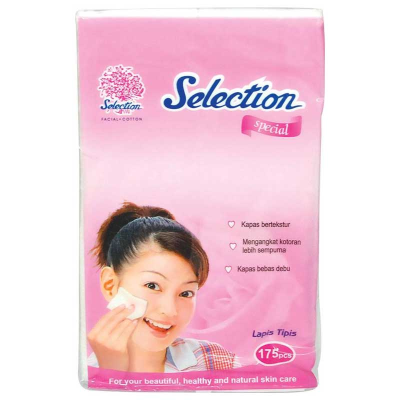 Selection
FACIAL COTTON
Selection
special
Kapas bertekstur
Mengangkat kotoran
lebih sempurna
Kapas bebas debu
Lapis Tipis
175pcs
For your beautiful, healthy and natural skin care